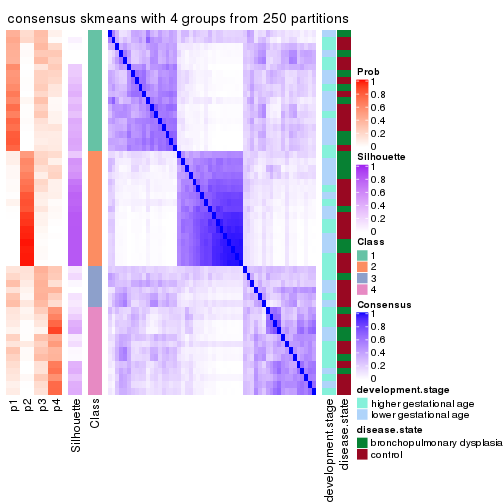 consensus skmeans with 4 groups from 250 partitions
Prob
1
0.8
0.6
0.4
0.2
0
Silhouette
1
0.8
0.6
0.4
0.2
0
Class
1
2
3
4
Consensus
1
0.8
0.6
0.4
0.2
0
development.stage
higher gestational age
lower gestational age
disease.state
bronchopulmonary dysplasia
control
p1
p2
p3
p4
Silhouette
Class
development.stage
disease.state